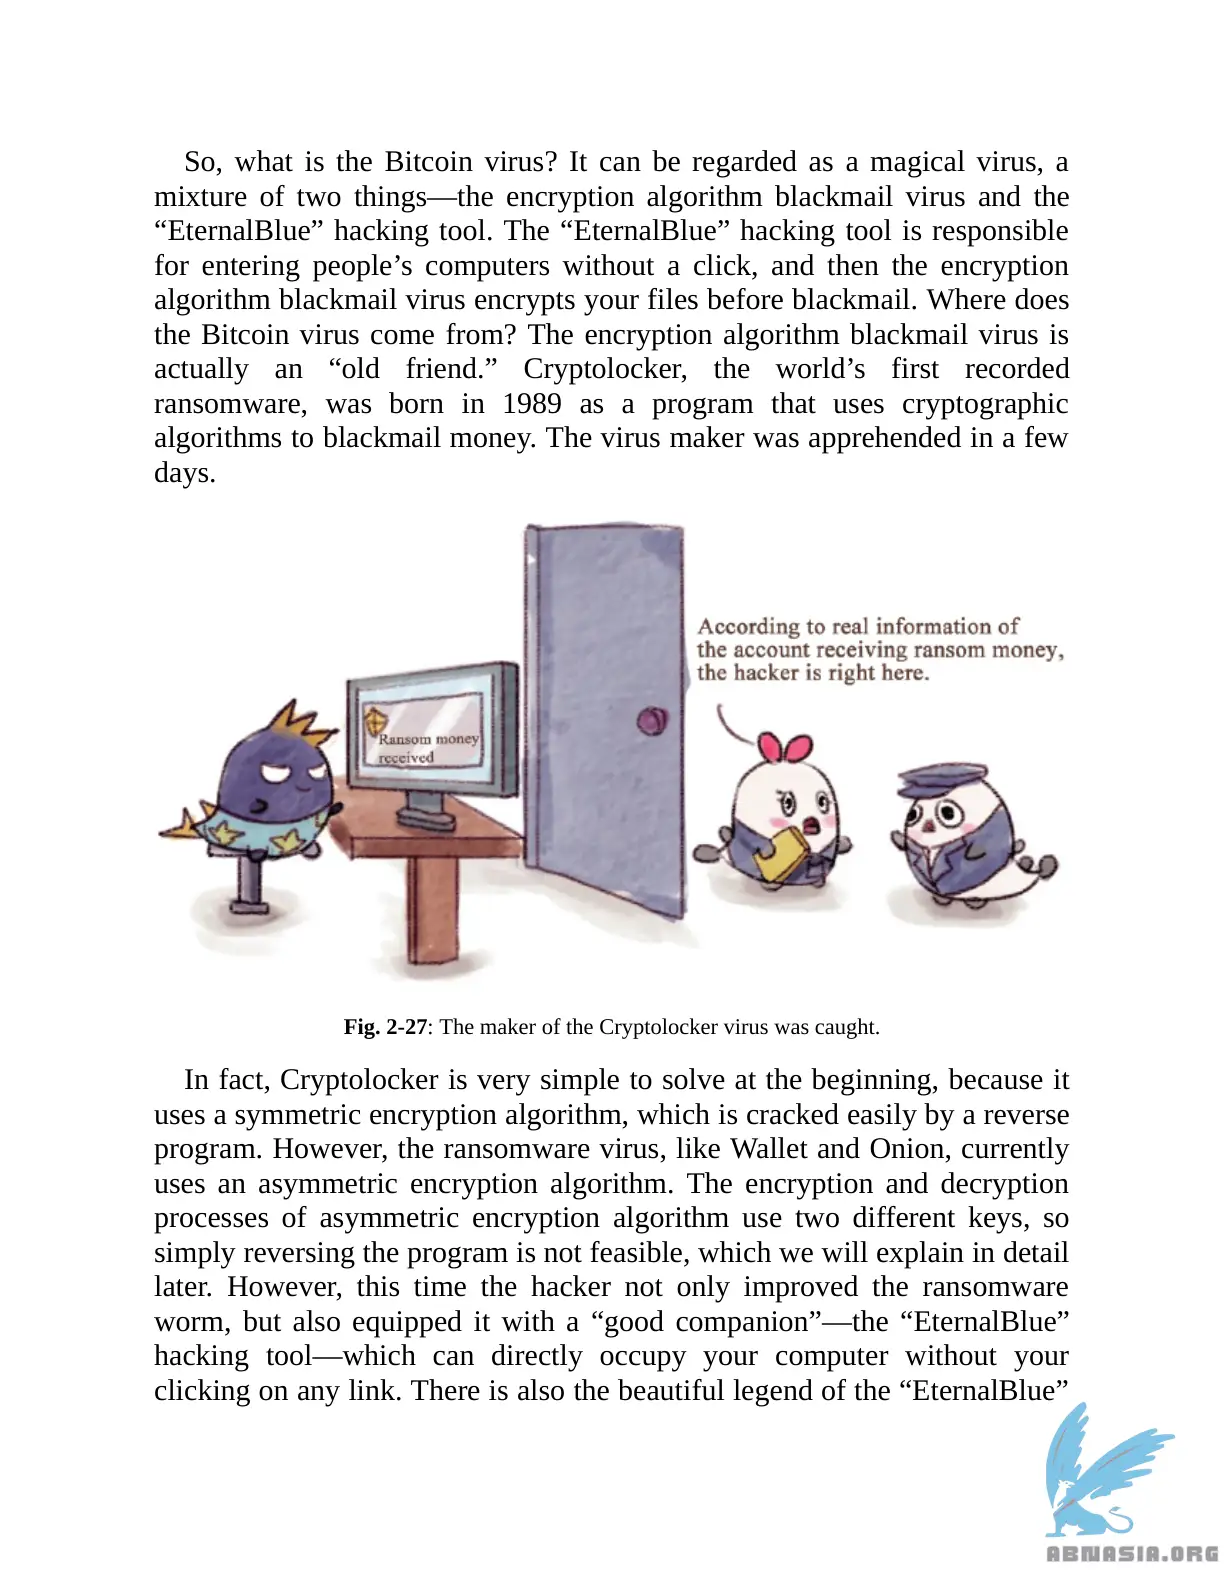 So, what is the Bitcoin virus? It can be regarded as a magical virus, a
mixture of two things—the encryption algorithm blackmail virus and the
“EternalBlue” hacking tool. The “EternalBlue” hacking tool is responsible
for entering people’s computers without a click, and then the encryption
algorithm blackmail virus encrypts your files before blackmail. Where does
the Bitcoin virus come from? The encryption algorithm blackmail virus is
actually an “old friend.” Cryptolocker, the world’s first recorded
ransomware, was born in 1989 as a program that uses cryptographic
algorithms to blackmail money. The virus maker was apprehended in a few
days.
According to real information of
the account receiving ransom money,
the hacker is right here.
Ransom money
received
Fig. 2-27: The maker of the Cryptolocker virus was caught.
In fact, Cryptolocker is very simple to solve at the beginning, because it
uses a symmetric encryption algorithm, which is cracked easily by a reverse
program. However, the ransomware virus, like Wallet and Onion, currently
uses an asymmetric encryption algorithm. The encryption and decryption
processes of asymmetric encryption algorithm use two different keys, so
simply reversing the program is not feasible, which we will explain in detail
later. However, this time the hacker not only improved the ransomware
worm, but also equipped it with a “good companion”—the “EternalBlue”
hacking tool—which can directly occupy your computer without your
clicking on any link. There is also the beautiful legend of the “EternalBlue”
ABNASIA.ORG